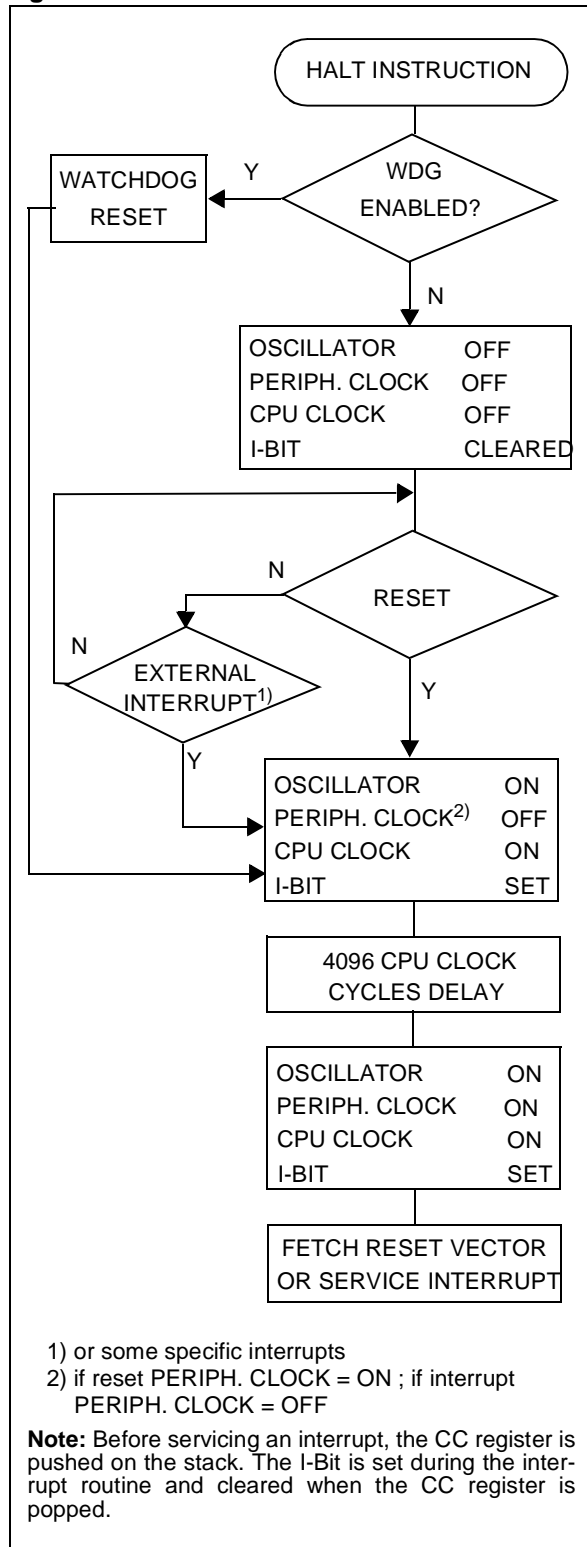 HALT INSTRUCTION
WDG
ENABLED?
Y
WATCHDOG
RESET
N
OSCILLATOR OFF
PERIPH. CLOCK OFF
CPU CLOCK OFF
I-BIT CLEARED
N
RESET
N
EXTERNAL
INTERRUPT1)
Y
Y
OSCILLATOR ON
PERIPH. CLOCK2) OFF
CPU CLOCK ON
I-BIT SET
4096 CPU CLOCK
CYCLES DELAY
OSCILLATOR ON
PERIPH. CLOCK ON
CPU CLOCK ON
I-BIT SET
FETCH RESET VECTOR
OR SERVICE INTERRUPT
1) or some specific interrupts
2) if reset PERIPH. CLOCK = ON ; if interrupt
PERIPH. CLOCK = OFF
Note: Before servicing an interrupt, the CC register is
pushed on the stack. The I-Bit is set during the inter-
rupt routine and cleared when the CC register is
popped.